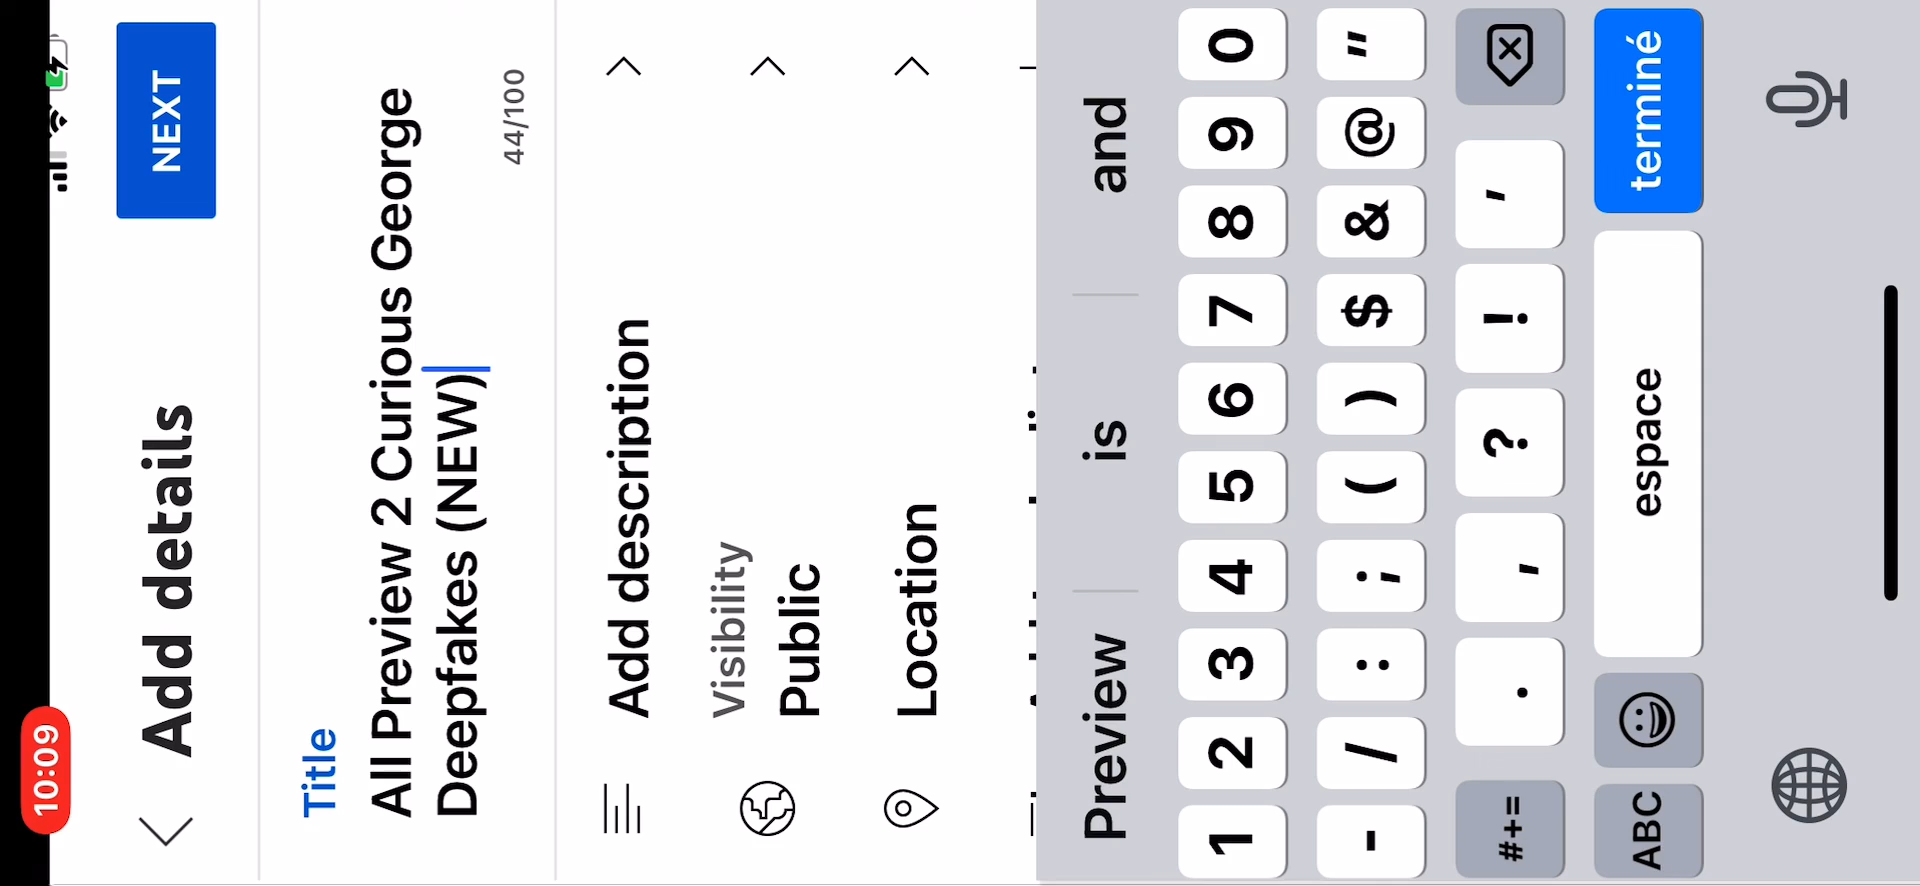 10:09
Add details
NEXT
Title
All Preview 2 Curious George
Deepfakes (NEW)
44/100
Add description
Visibility
Public
Location
Preview
is
and
1 2 3 4 5 6 7 8 9 0
- / : ; ( ) $ & @ "
#+= . , ? ! '
ABC
espace
terminé